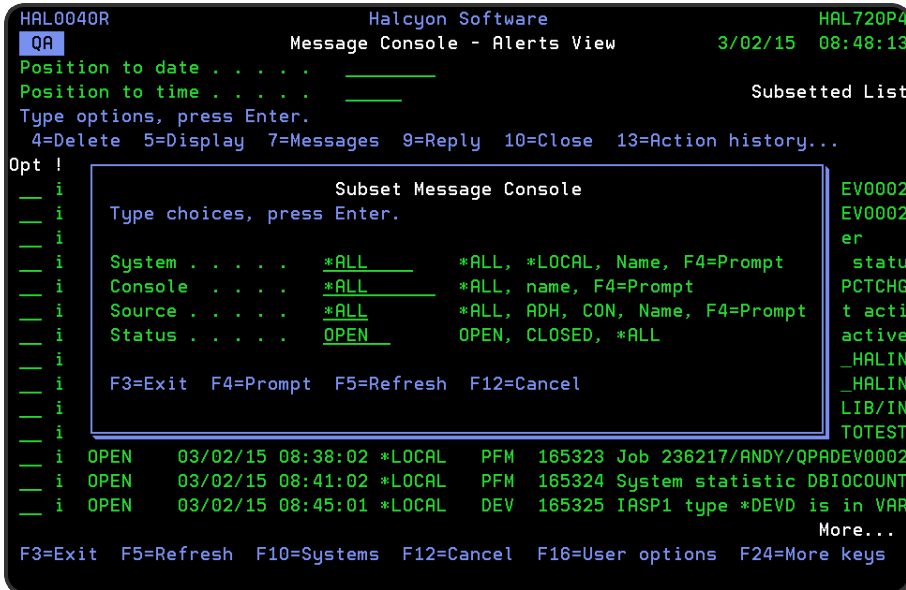 HAL0040R Halcyon Software HAL720P4
QA Message Console - Alerts View 3/02/15 08:48:13
Position to date . . . . .
Position to time . . . . . Subsetted List
Type options, press Enter.
4=Delete 5=Display 7=Messages 9=Reply 10=Close 13=Action history...
Opt !
i Subset Message Console EV0002
i Type choices, press Enter. EV0002
i er
i System . . . . . *ALL *ALL, *LOCAL, Name, F4=Prompt statu
i Console . . . . *ALL *ALL, name, F4=Prompt PCTCHG
i Source . . . . . *ALL *ALL, ADH, CON, Name, F4=Prompt t acti
i Status . . . . . OPEN OPEN, CLOSED, *ALL active
i _HALIN
i F3=Exit F4=Prompt F5=Refresh F12=Cancel _HALIN
i LIB/IN
i TOTEST
i OPEN 03/02/15 08:38:02 *LOCAL PFM 165323 Job 236217/ANDY/QPADEV0002
i OPEN 03/02/15 08:41:02 *LOCAL PFM 165324 System statistic DBIOCOUNT
i OPEN 03/02/15 08:45:01 *LOCAL DEV 165325 IASP1 type *DEVD is in VAR
More...
F3=Exit F5=Refresh F10=Systems F12=Cancel F16=User options F24=More keys